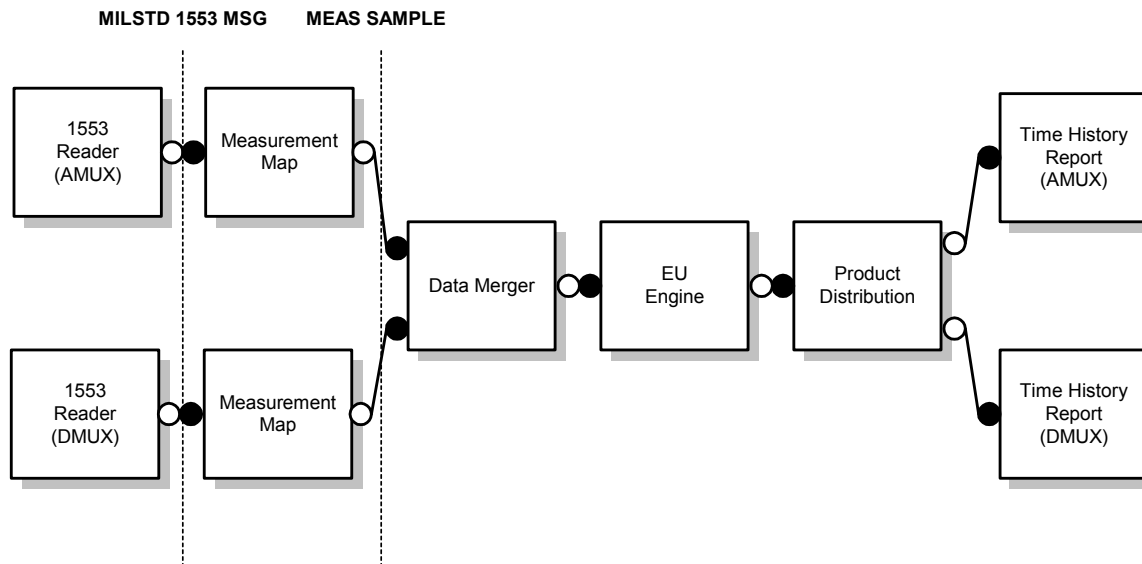 MILSTD 1553 MSG
MEAS SAMPLE
1553
Reader
(AMUX)
Measurement
Map
Time History
Report
(AMUX)
Data Merger
EU
Engine
Product
Distribution
1553
Reader
(DMUX)
Measurement
Map
Time History
Report
(DMUX)